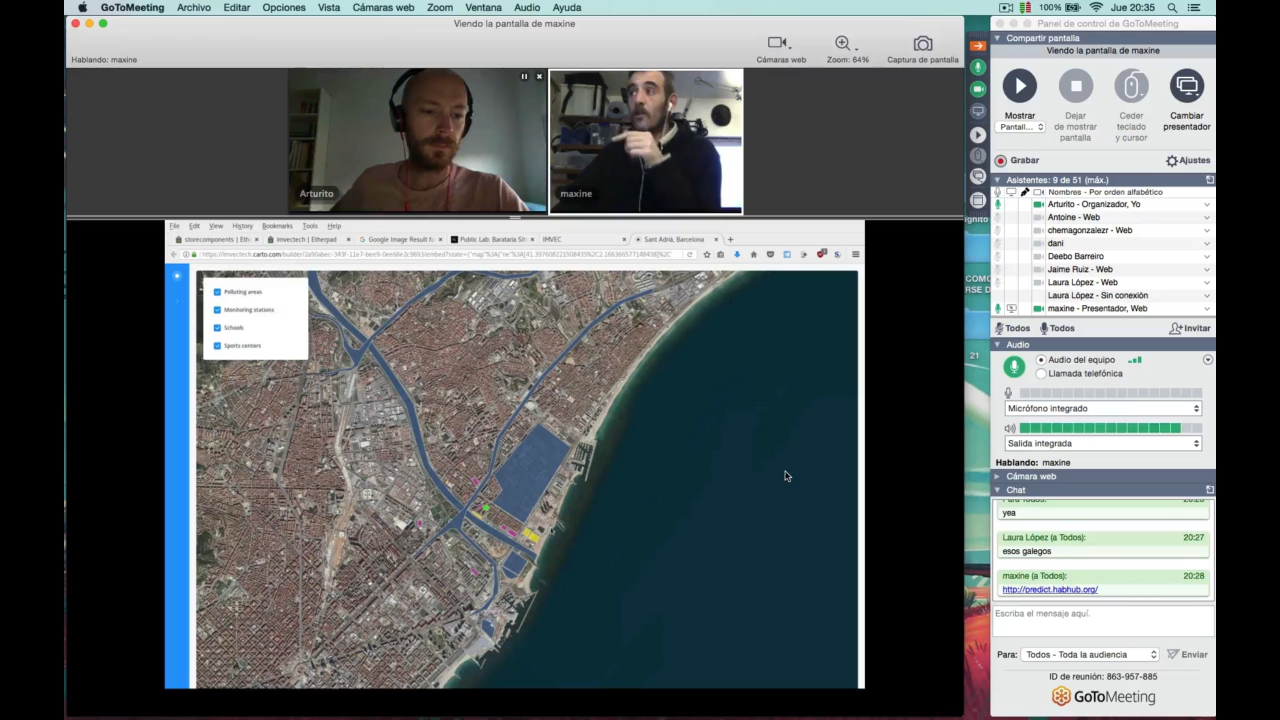 GoToMeeting Archivo Editar Opciones Vista Cámaras web Zoom Ventana Audio Ayuda 100% Jue 20:35
Viendo la pantalla de maxine
Hablando: maxine
Cámaras web
Zoom: 64%
Captura de pantalla
Arturito
maxine
File Edit View History Bookmarks Tools Help
storecomponents | Eth
imvectech | Etherpad
Google Image Result fo
Public Lab: Barataria Sit
IMVEC
Sant Adrià, Barcelona
Polluting areas
Monitoring stations
Schools
Sports centers
Panel de control de GoToMeeting
Compartir pantalla
Viendo la pantalla de maxine
Mostrar
Pantall...
Dejar de mostrar pantalla
Ceder teclado y cursor
Cambiar presentador
Grabar
Ajustes
Asistentes: 9 de 51 (máx.)
Nombres - Por orden alfabético
Arturito - Organizador, Yo
Antoine - Web
chemagonzalezr - Web
dani
Deebo Barreiro
Jaime Ruiz - Web
Laura López - Web
Laura López - Sin conexión
maxine - Presentador, Web
Todos
Todos
Invitar
Audio
Audio del equipo
Llamada telefónica
Micrófono integrado
Salida integrada
Hablando: maxine
Cámara web
Chat
yea
Laura López (a Todos): 20:27
esos galegos
maxine (a Todos): 20:28
http://predict.habhub.org/
Escriba el mensaje aquí.
Para: Todos - Toda la audiencia
Enviar
ID de reunión: 863-957-885
GoToMeeting
21